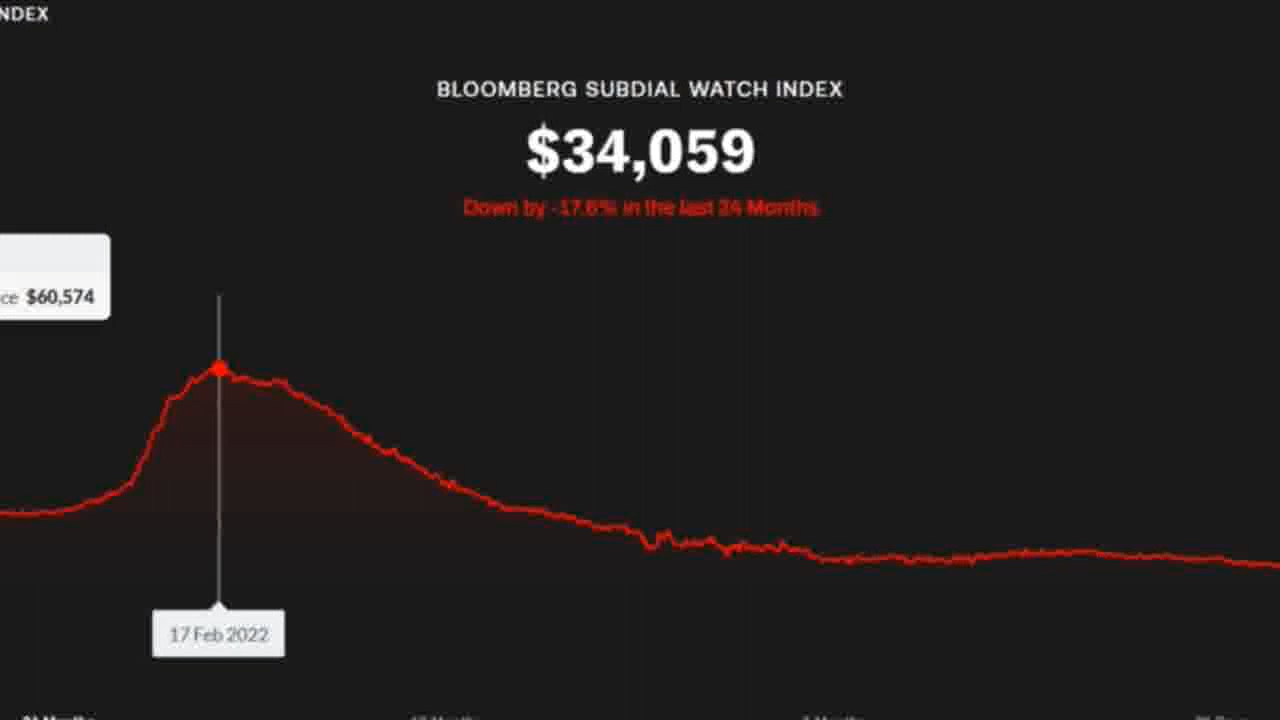 NDEX
BLOOMBERG SUBDIAL WATCH INDEX
$34,059
Down by -17.6% in the last 24 Months
ce $60,574
17 Feb 2022